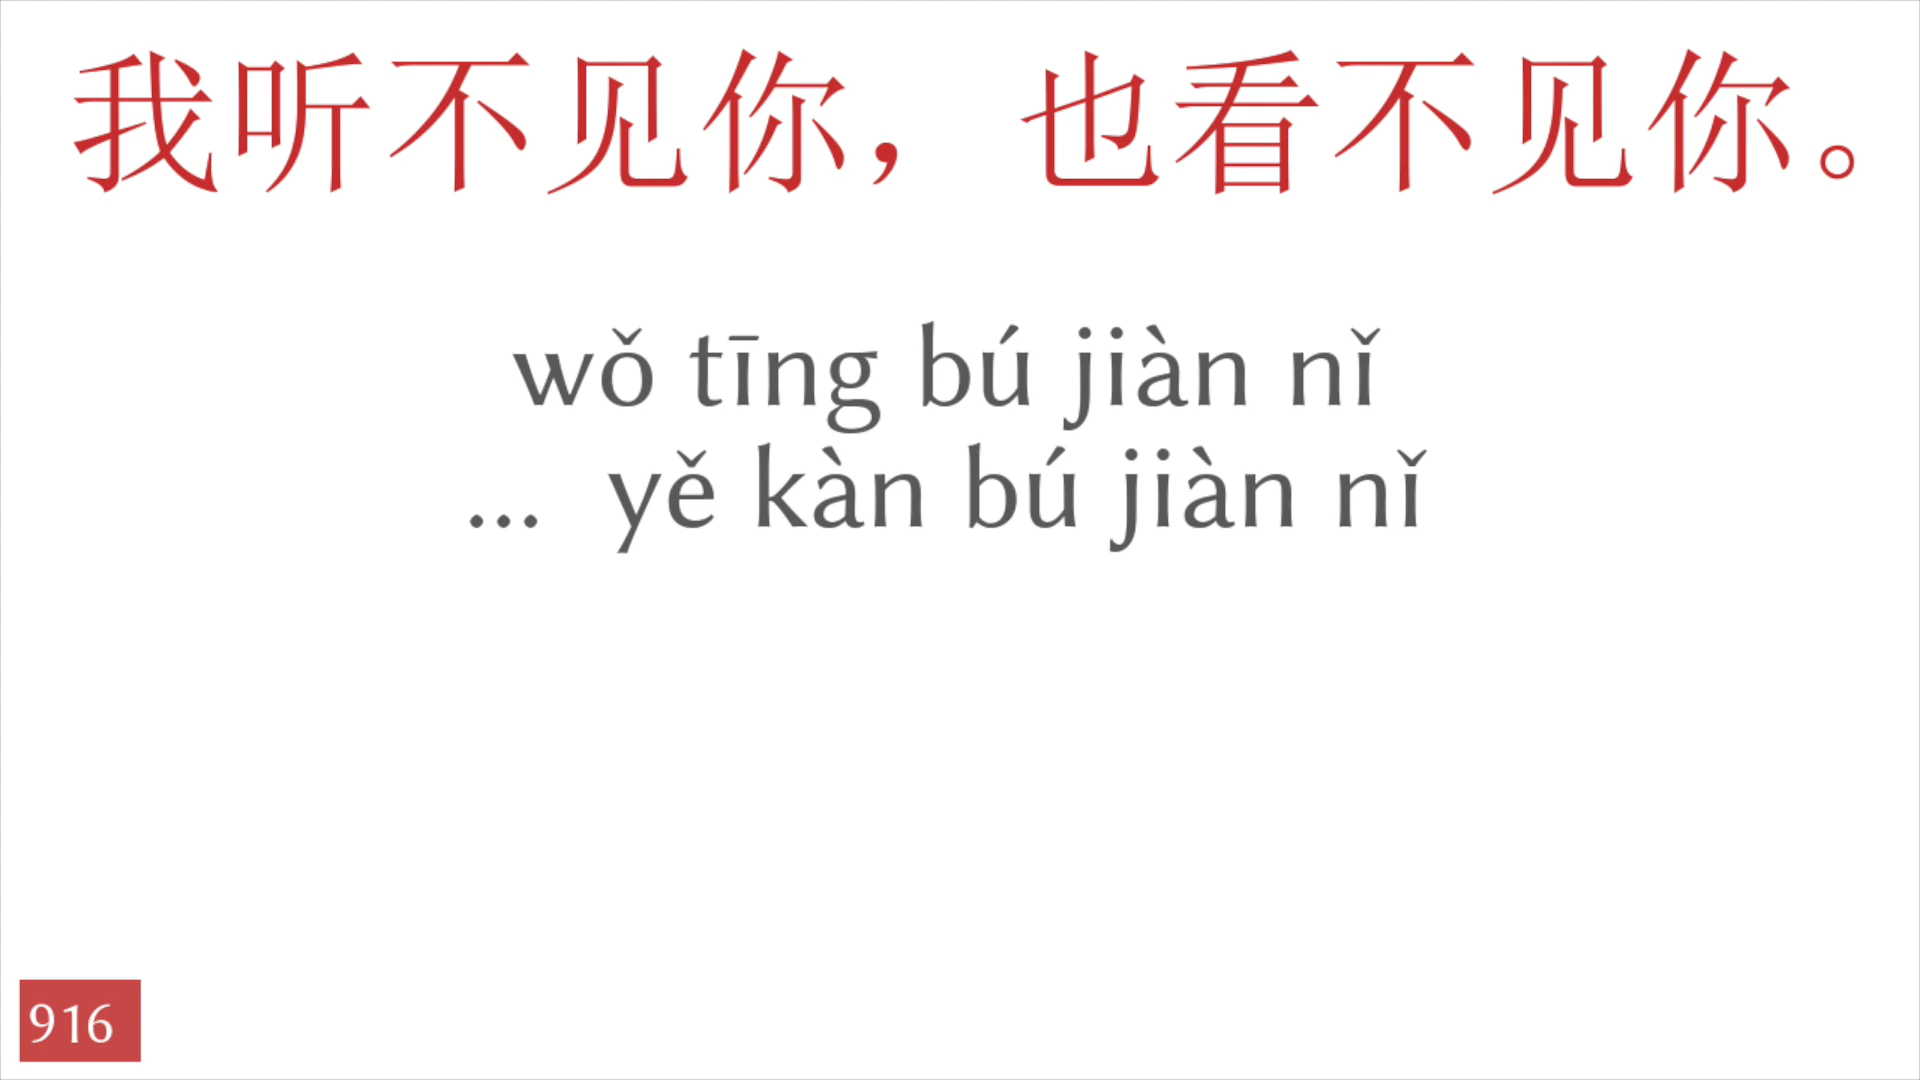 我听不见你，也看不见你。
wǒ tīng bú jiàn nǐ
... yě kàn bú jiàn nǐ
916